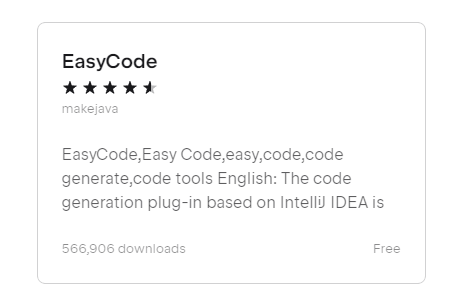 EasyCode
makejava
EasyCode,Easy Code,easy,code,code
generate,code tools English: The code
generation plug-in based on IntelliJ IDEA is
566,906 downloads Free